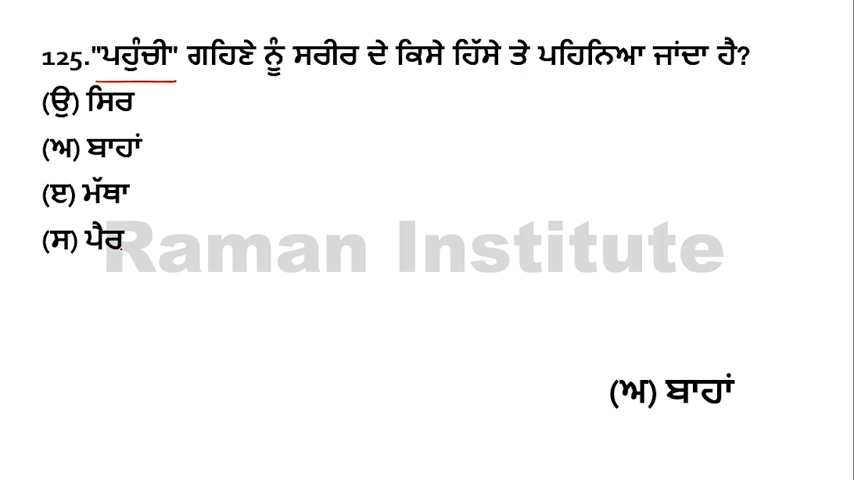 125."ਪਹੁੰਚੀ" ਗਹਿਣੇ ਨੂੰ ਸਰੀਰ ਦੇ ਕਿਸੇ ਹਿੱਸੇ ਤੇ ਪਹਿਨਿਆ ਜਾਂਦਾ ਹੈ?
(ੳ) ਸਿਰ
(ਅ) ਬਾਹਾਂ
(ੲ) ਮੱਥਾ
(ਸ) ਪੈਰ
Raman Institute
(ਅ) ਬਾਹਾਂ